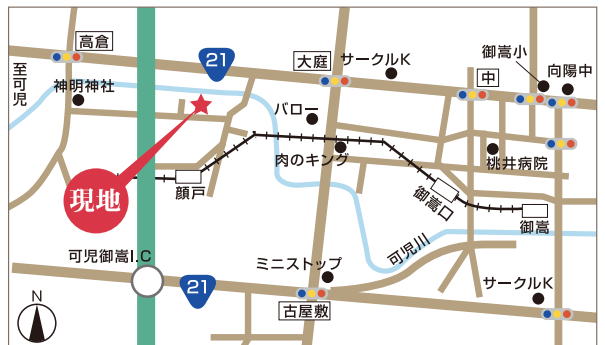 高倉
21
大庭
サークルK
御嵩小
向陽中
中
至可児
神明神社
バロー
肉のキング
桃井病院
現地
顔戸
御嵩口
御嵩
可児御嵩I.C
可児川
ミニストップ
サークルK
21
古屋敷
N